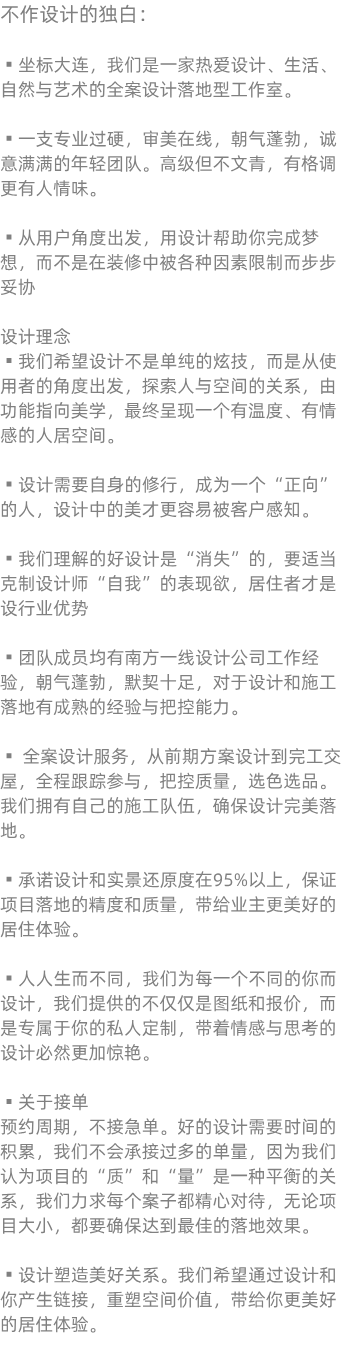 不作设计的独白：
▪坐标大连，我们是一家热爱设计、生活、
自然与艺术的全案设计落地型工作室。
▪一支专业过硬，审美在线，朝气蓬勃，诚
意满满的年轻团队。高级但不文青，有格调
更有人情味。
▪从用户角度出发，用设计帮助你完成梦
想，而不是在装修中被各种因素限制而步步
妥协
设计理念
▪我们希望设计不是单纯的炫技，而是从使
用者的角度出发，探索人与空间的关系，由
功能指向美学，最终呈现一个有温度、有情
感的人居空间。
▪设计需要自身的修行，成为一个“正向”
的人，设计中的美才更容易被客户感知。
▪我们理解的好设计是“消失”的，要适当
克制设计师“自我”的表现欲，居住者才是
设行业优势
▪团队成员均有南方一线设计公司工作经
验，朝气蓬勃，默契十足，对于设计和施工
落地有成熟的经验与把控能力。
▪ 全案设计服务，从前期方案设计到完工交
屋，全程跟踪参与，把控质量，选色选品。
我们拥有自己的施工队伍，确保设计完美落
地。
▪承诺设计和实景还原度在95%以上，保证
项目落地的精度和质量，带给业主更美好的
居住体验。
▪人人生而不同，我们为每一个不同的你而
设计，我们提供的不仅仅是图纸和报价，而
是专属于你的私人定制，带着情感与思考的
设计必然更加惊艳。
▪关于接单
预约周期，不接急单。好的设计需要时间的
积累，我们不会承接过多的单量，因为我们
认为项目的“质”和“量”是一种平衡的关
系，我们力求每个案子都精心对待，无论项
目大小，都要确保达到最佳的落地效果。
▪设计塑造美好关系。我们希望通过设计和
你产生链接，重塑空间价值，带给你更美好
的居住体验。